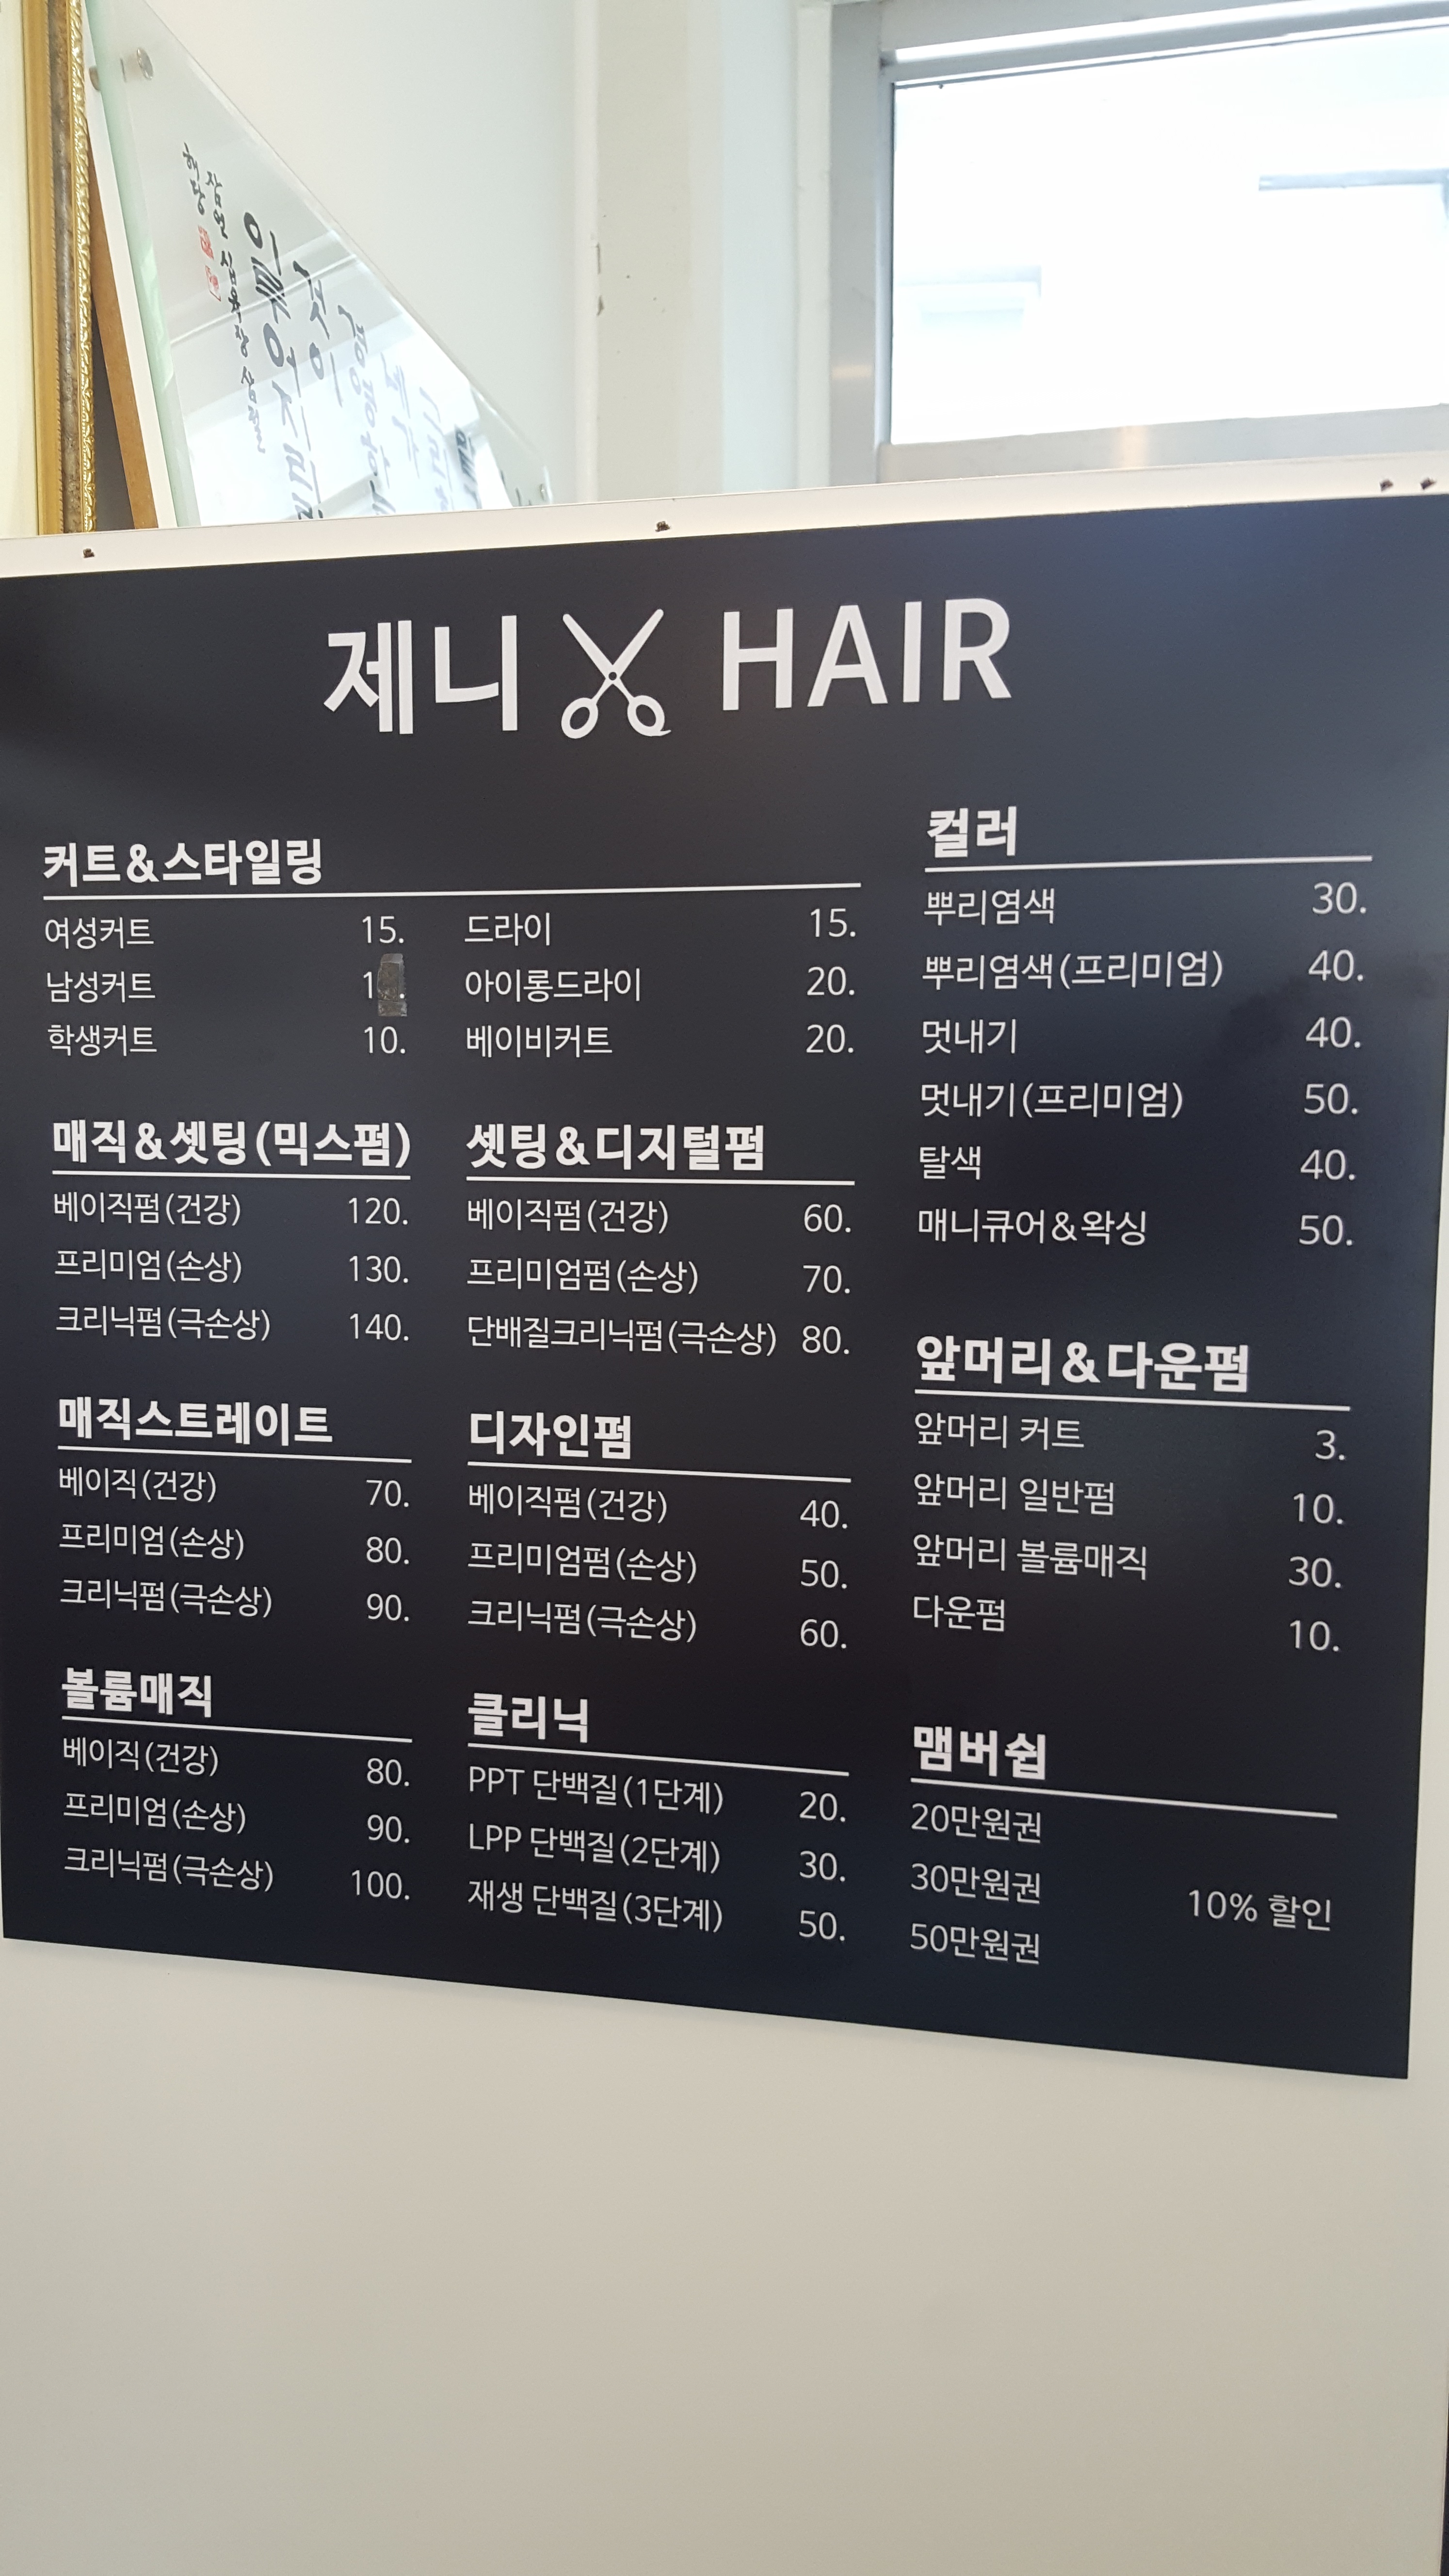 제니 HAIR
커트&스타일링
여성커트 15.
남성커트
학생커트 10.
드라이 15.
아이롱드라이 20.
베이비커트 20.
매직&셋팅(믹스펌)
베이직펌(건강) 120.
프리미엄(손상) 130.
크리닉펌(극손상) 140.
셋팅&디지털펌
베이직펌(건강) 60.
프리미엄펌(손상) 70.
단배질크리닉펌(극손상) 80.
매직스트레이트
베이직(건강) 70.
프리미엄(손상) 80.
크리닉펌(극손상) 90.
디자인펌
베이직펌(건강) 40.
프리미엄펌(손상) 50.
크리닉펌(극손상) 60.
볼륨매직
베이직(건강) 80.
프리미엄(손상) 90.
크리닉펌(극손상) 100.
클리닉
PPT 단백질(1단계) 20.
LPP 단백질(2단계) 30.
재생 단백질(3단계) 50.
컬러
뿌리염색 30.
뿌리염색(프리미엄) 40.
멋내기 40.
멋내기(프리미엄) 50.
탈색 40.
매니큐어&왁싱 50.
앞머리&다운펌
앞머리 커트 3.
앞머리 일반펌 10.
앞머리 볼륨매직 30.
다운펌 10.
맴버쉽
20만원권
30만원권 10% 할인
50만원권